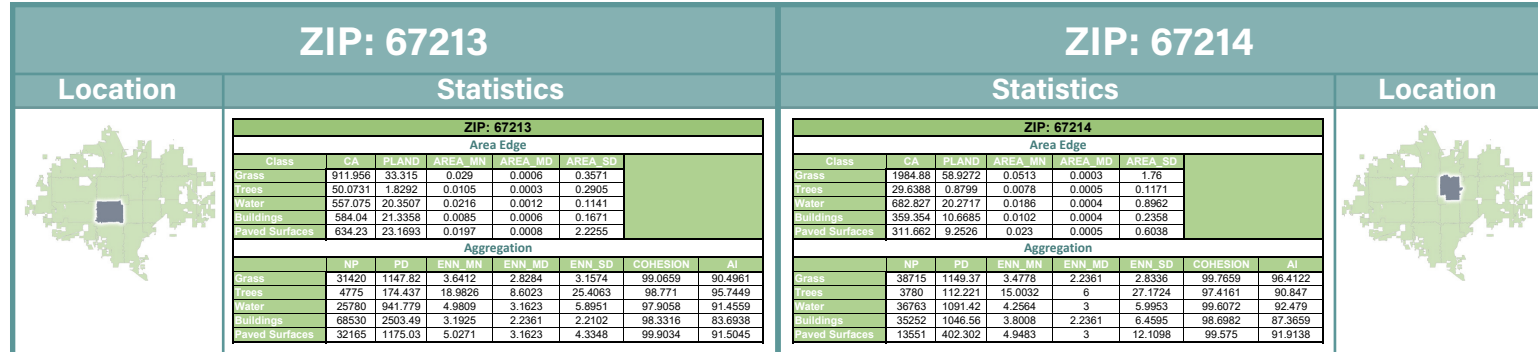 ZIP: 67213
Location
Statistics
ZIP: 67213
Area Edge
Class CA PLAND AREA_MN AREA_MD AREA_SD
Grass 911.956 33.315 0.029 0.0006 0.3571
Trees 50.0731 1.8292 0.0105 0.0003 0.2905
Water 557.075 20.3507 0.0216 0.0012 0.1141
Buildings 584.04 21.3358 0.0085 0.0006 0.1671
Paved Surfaces 634.23 23.1693 0.0197 0.0008 2.2255
Aggregation
NP PD ENN_MN ENN_MD ENN_SD COHESION AI
Grass 31420 1147.82 3.6412 2.8284 3.1574 99.0659 90.4961
Trees 4775 174.437 18.9826 8.6023 25.4063 98.771 95.7449
Water 25780 941.779 4.9809 3.1623 5.8951 97.9058 91.4559
Buildings 68530 2503.49 3.1925 2.2361 2.2102 98.3316 83.6938
Paved Surfaces 32165 1175.03 5.0271 3.1623 4.3348 99.9034 91.5045
ZIP: 67214
Statistics
Location
ZIP: 67214
Area Edge
Class CA PLAND AREA_MN AREA_MD AREA_SD
Grass 1984.88 58.9272 0.0513 0.0003 1.76
Trees 29.6388 0.8799 0.0078 0.0005 0.1171
Water 682.827 20.2717 0.0186 0.0004 0.8962
Buildings 359.354 10.6685 0.0102 0.0004 0.2358
Paved Surfaces 311.662 9.2526 0.023 0.0005 0.6038
Aggregation
NP PD ENN_MN ENN_MD ENN_SD COHESION AI
Grass 38715 1149.37 3.4778 2.2361 2.8336 99.7659 96.4122
Trees 3780 112.221 15.0032 6 27.1724 97.4161 90.847
Water 36763 1091.42 4.2564 3 5.9953 99.6072 92.479
Buildings 35252 1046.56 3.8008 2.2361 6.4595 98.6982 87.3659
Paved Surfaces 13551 402.302 4.9483 3 12.1098 99.575 91.9138